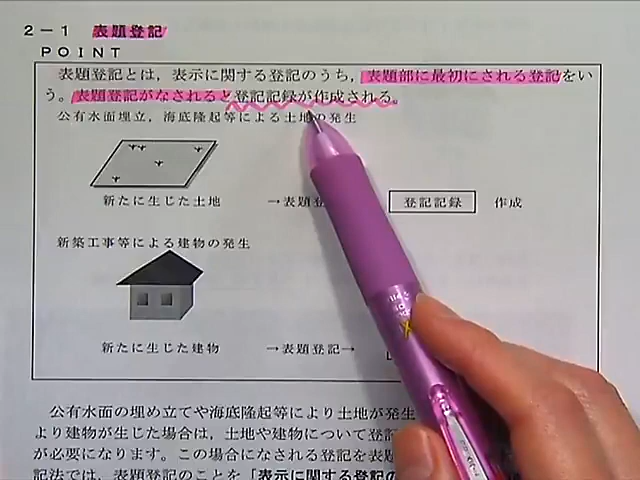 2－1 表題登記
POINT
表題登記とは，表示に関する登記のうち，表題部に最初にされる登記をい
う。表題登記がなされると登記記録が作成される。
公有水面埋立，海底隆起等による土地の発生
新たに生じた土地 →表題登 登記記録 作成
新築工事等による建物の発生
新たに生じた建物 →表題登記→
公有水面の埋め立てや海底隆起等により土地が発生
より建物が生じた場合は，土地や建物について登記
が必要になります。この場合になされる登記を表題
記法では，表題登記のことを「表示に関する登記の